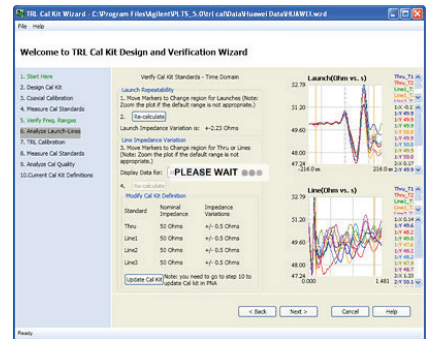 TRL Cal Kit Wizard - C:\Program Files\Agilent\PLTS_5.0\trl cal\Data\Huawei Data\HUAWEI.wzd
File Help
Welcome to TRL Cal Kit Design and Verification Wizard
1. Start Here
2. Design Cal Kit
3. Coaxial Calibration
4. Measure Cal Standards
5. Verify Freq. Ranges
6. Analyze Launch-Lines
7. TRL Calibration
8. Measure Cal Standards
9. Analyze Cal Quality
10.Current Cal Kit Definitions
Verify Cal Kit Standards - Time Domain
Launch Repeatability
1. Move Markers to Change region for Launches (Note:
Zoom the plot if the default range is not appropriate.)
2. Re-calculate
Launch Impedance Variation is: +-2.23 Ohms
Line Impedance Variation
3. Move Markers to Change region for Thru or Lines
(Note: Zoom plot if the default range is not
appropriate.)
Display Data for:
PLEASE WAIT
4. Re-calculate
Modify Cal Kit Definition
Standard Nominal Impedance Impedance Variations
Thru 50 Ohms +/- 0.5 Ohms
Line1 50 Ohms +/- 0.5 Ohms
Line2 50 Ohms +/- 0.5 Ohms
Line3 50 Ohms +/- 0.5 Ohms
Update Cal Kit
Note: you need to go to step 10 to
update Cal kit in PNA
Launch(Ohm vs. s)
52.79
51.20
49.60
48.00
47.24
-216.0 m
216.0 m
Thru_T1
Thru_T2
Line1_T
Line(Ohm vs. s)
52.79
51.20
49.60
48.00
47.24
0.000
1.481
Thru_T1
< Back
Next >
Cancel
Help
Ready